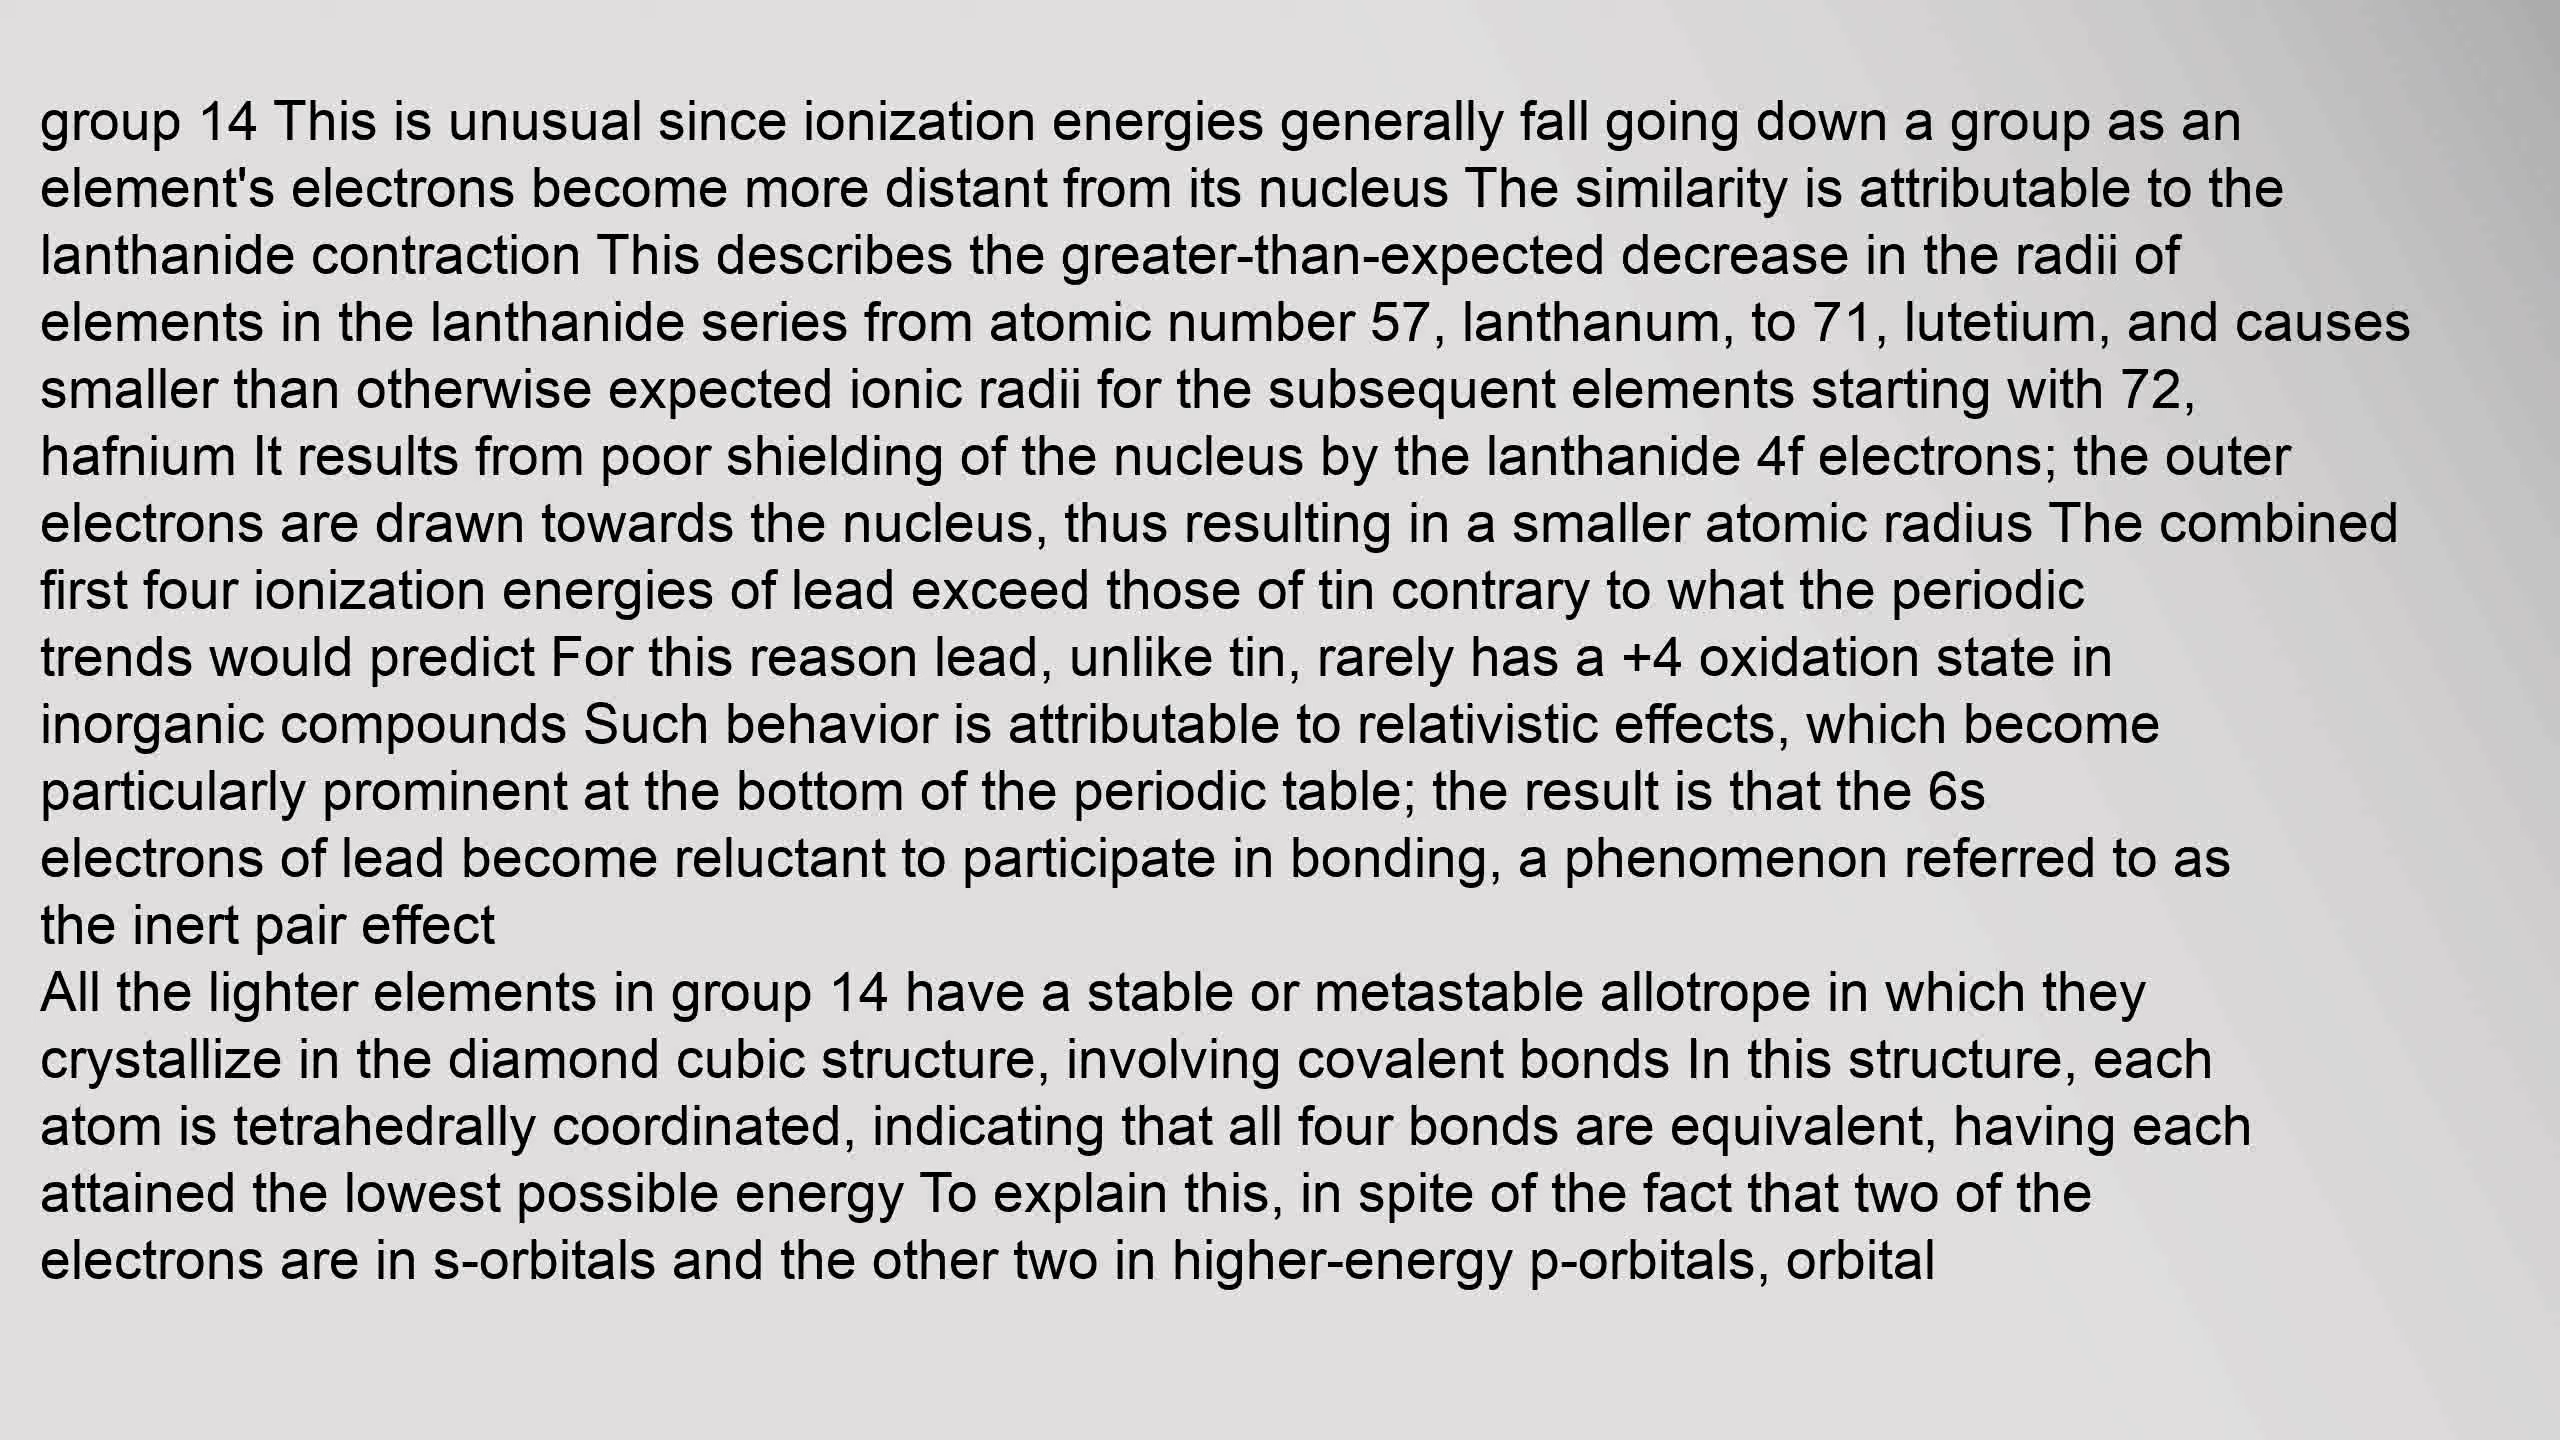 group 14 This is unusual since ionization energies generally fall going down a group as an
element's electrons become more distant from its nucleus The similarity is attributable to the
lanthanide contraction This describes the greater-than-expected decrease in the radii of
elements in the lanthanide series from atomic number 57, lanthanum, to 71, lutetium, and causes
smaller than otherwise expected ionic radii for the subsequent elements starting with 72,
hafnium It results from poor shielding of the nucleus by the lanthanide 4f electrons; the outer
electrons are drawn towards the nucleus, thus resulting in a smaller atomic radius The combined
first four ionization energies of lead exceed those of tin contrary to what the periodic
trends would predict For this reason lead, unlike tin, rarely has a +4 oxidation state in
inorganic compounds Such behavior is attributable to relativistic effects, which become
particularly prominent at the bottom of the periodic table; the result is that the 6s
electrons of lead become reluctant to participate in bonding, a phenomenon referred to as
the inert pair effect
All the lighter elements in group 14 have a stable or metastable allotrope in which they
crystallize in the diamond cubic structure, involving covalent bonds In this structure, each
atom is tetrahedrally coordinated, indicating that all four bonds are equivalent, having each
attained the lowest possible energy To explain this, in spite of the fact that two of the
electrons are in s-orbitals and the other two in higher-energy p-orbitals, orbital